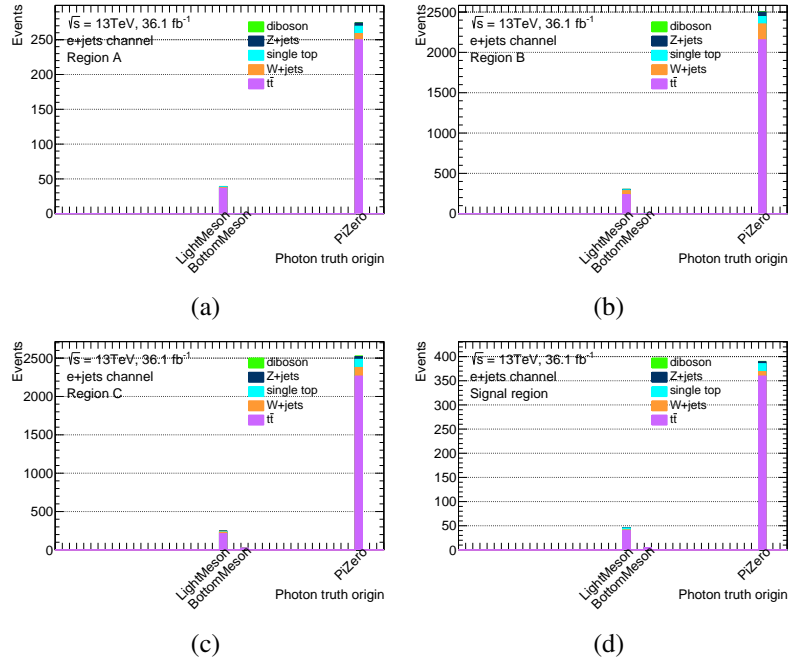 Events
√s = 13TeV, 36.1 fb⁻¹
e+jets channel
Region A
diboson
Z+jets
single top
W+jets
tt̄
250
200
150
100
50
0
LightMeson
BottomMeson
PiZero
Photon truth origin
(a)
Events
√s = 13TeV, 36.1 fb⁻¹
e+jets channel
Region B
diboson
Z+jets
single top
W+jets
tt̄
2500
2000
1500
1000
500
0
LightMeson
BottomMeson
PiZero
Photon truth origin
(b)
Events
√s = 13TeV, 36.1 fb⁻¹
e+jets channel
Region C
diboson
Z+jets
single top
W+jets
tt̄
2500
2000
1500
1000
500
0
LightMeson
BottomMeson
PiZero
Photon truth origin
(c)
Events
√s = 13TeV, 36.1 fb⁻¹
e+jets channel
Signal region
diboson
Z+jets
single top
W+jets
tt̄
400
350
300
250
200
150
100
50
0
LightMeson
BottomMeson
PiZero
Photon truth origin
(d)